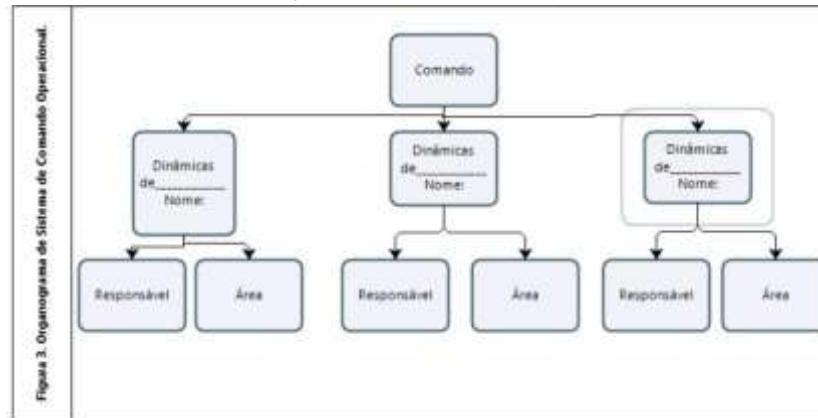 Figura 3. Organograma de Sistema de Comando Operacional.
Comando
Dinâmicas
de__________
Nome:
Dinâmicas
de__________
Nome:
Dinâmicas
de__________
Nome:
Responsável
Área
Responsável
Área
Responsável
Área